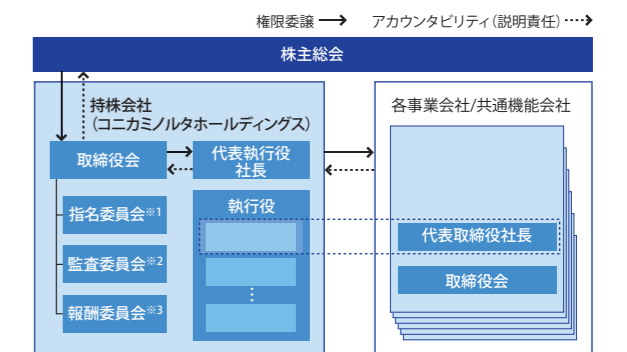 権限委譲 アカウンタビリティ(説明責任)
株主総会
持株会社
(コニカミノルタホールディングス)
取締役会
代表執行役
社長
指名委員会※1
監査委員会※2
報酬委員会※3
執行役
各事業会社/共通機能会社
代表取締役社長
取締役会